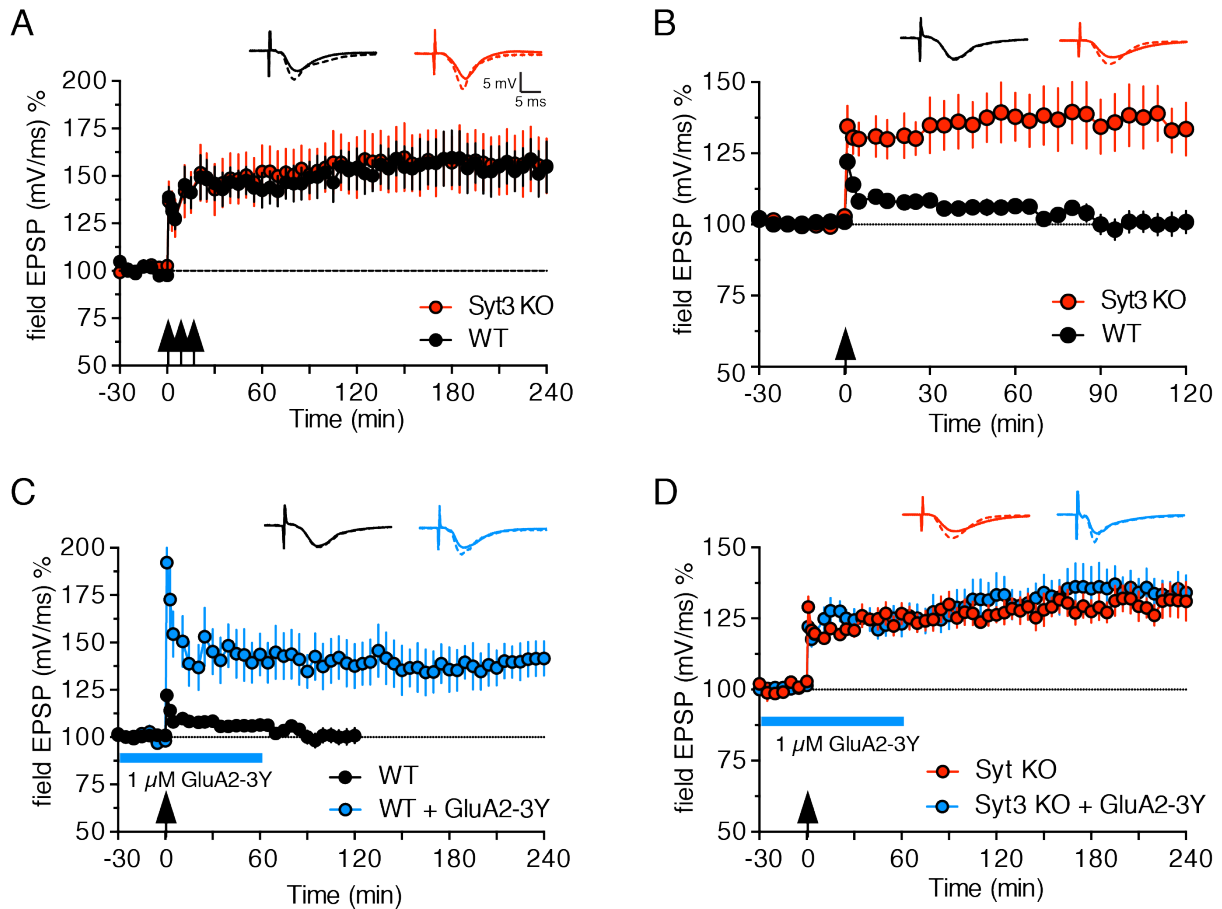 A
5 mV
5 ms
field EPSP (mV/ms) %
200
175
150
125
100
75
50
Syt3 KO
WT
-30 0 60 120 180 240
Time (min)
B
field EPSP (mV/ms) %
150
125
100
75
50
Syt3 KO
WT
-30 0 30 60 90 120
Time (min)
C
field EPSP (mV/ms) %
200
175
150
125
100
75
50
1 µM GluA2-3Y
WT
WT + GluA2-3Y
-30 0 60 120 180 240
Time (min)
D
field EPSP (mV/ms) %
150
125
100
75
50
1 µM GluA2-3Y
Syt KO
Syt3 KO + GluA2-3Y
-30 0 60 120 180 240
Time (min)